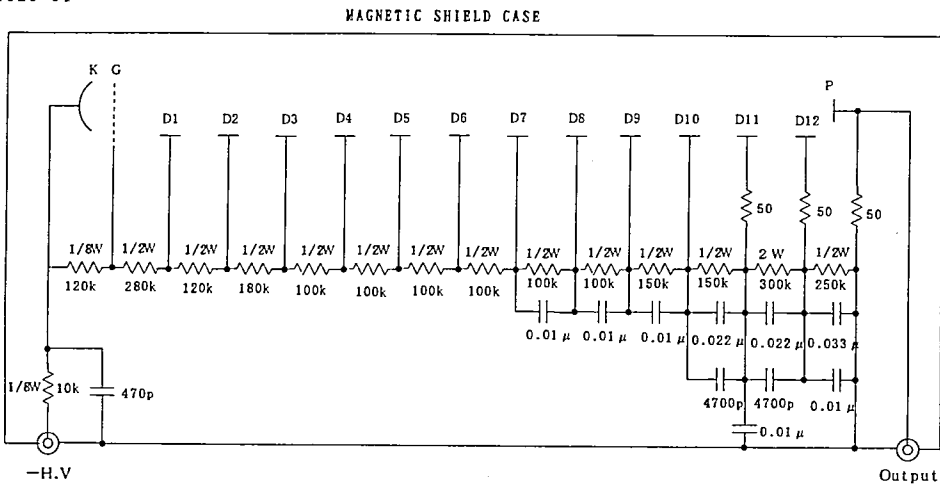 MAGNETIC SHIELD CASE
K G P
D1 D2 D3 D4 D5 D6 D7 D8 D9 D10 D11 D12
50 50 50
1/8W 1/2W 1/2W 1/2W 1/2W 1/2W 1/2W 1/2W 1/2W 1/2W 1/2W 1/2W 2 W 1/2W
120k 280k 120k 180k 100k 100k 100k 100k 100k 100k 150k 150k 300k 250k
0.01 μ 0.01 μ 0.01 μ 0.022 μ 0.022 μ 0.033 μ
1/8W 10k 470p 4700p 4700p 0.01 μ
0.01 μ
-H.V Output